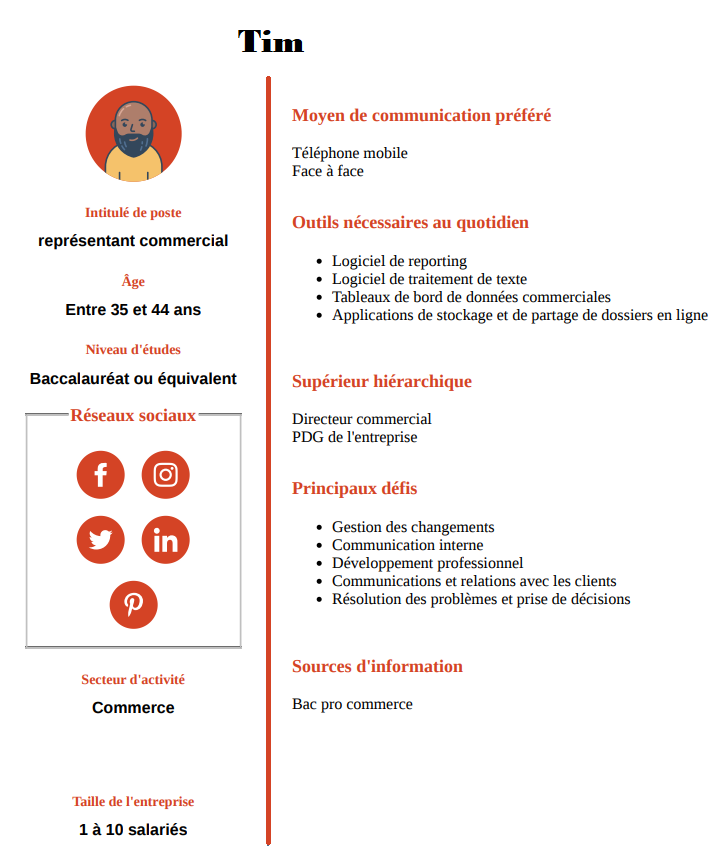 Tim
Intitulé de poste
représentant commercial
Âge
Entre 35 et 44 ans
Niveau d'études
Baccalauréat ou équivalent
Réseaux sociaux
Secteur d'activité
Commerce
Taille de l'entreprise
1 à 10 salariés
Moyen de communication préféré
Téléphone mobile
Face à face
Outils nécessaires au quotidien
• Logiciel de reporting
• Logiciel de traitement de texte
• Tableaux de bord de données commerciales
• Applications de stockage et de partage de dossiers en ligne
Supérieur hiérarchique
Directeur commercial
PDG de l'entreprise
Principaux défis
• Gestion des changements
• Communication interne
• Développement professionnel
• Communications et relations avec les clients
• Résolution des problèmes et prise de décisions
Sources d'information
Bac pro commerce